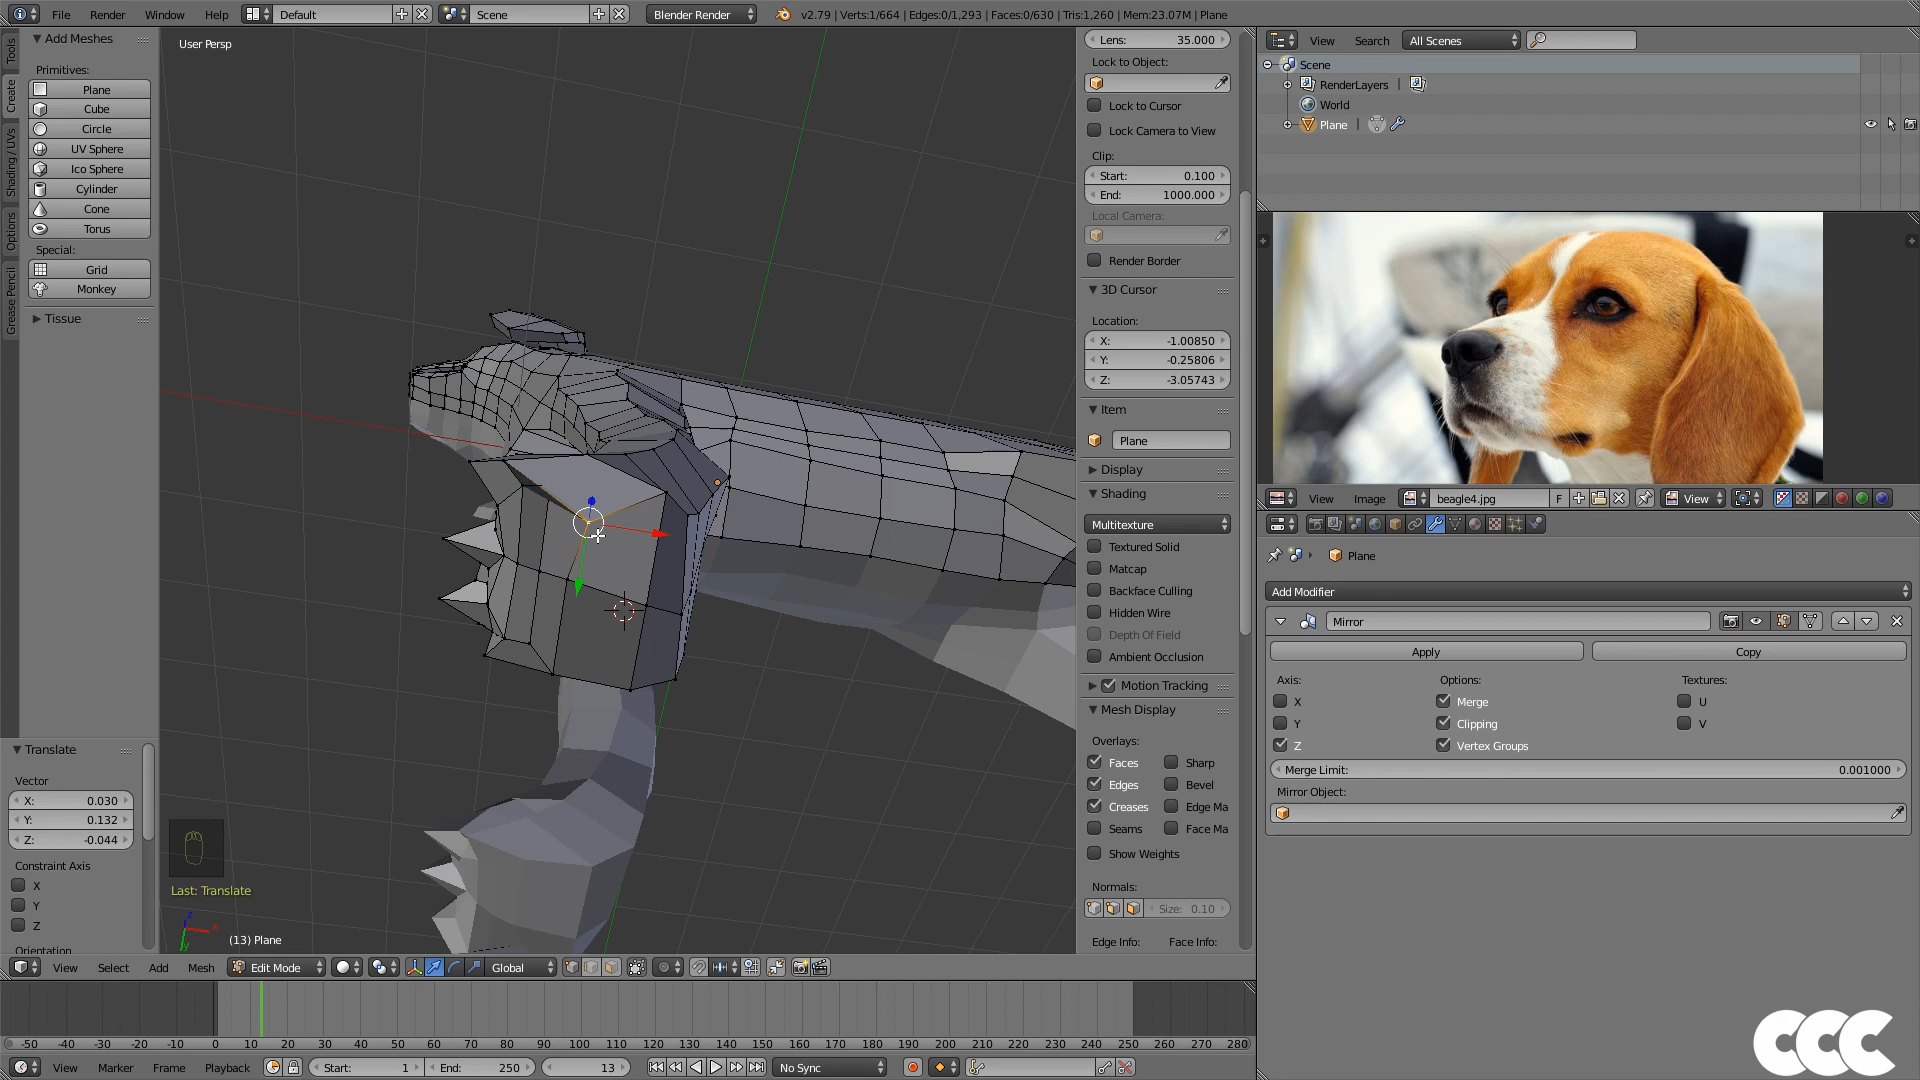 File Render Window Help Default Scene Blender Render v2.79 | Verts:1/664 | Edges:0/1,293 | Faces:0/630 | Tris:1,260 | Mem:23.07M | Plane
Tools
Create
Shading / UVs
Options
Grease Pencil
Add Meshes
Primitives:
Plane
Cube
Circle
UV Sphere
Ico Sphere
Cylinder
Cone
Torus
Special:
Grid
Monkey
Tissue
Translate
Vector
X: 0.030
Y: 0.132
Z: -0.044
Constraint Axis
X
Y
Z
Orientation
User Persp
Last: Translate
z
x
y
(13) Plane
Lens: 35.000
Lock to Object:
Lock to Cursor
Lock Camera to View
Clip:
Start: 0.100
End: 1000.000
Local Camera:
Render Border
3D Cursor
Location:
X: -1.00850
Y: -0.25806
Z: -3.05743
Item
Plane
Display
Shading
Multitexture
Textured Solid
Matcap
Backface Culling
Hidden Wire
Depth Of Field
Ambient Occlusion
Motion Tracking
Mesh Display
Overlays:
Faces Sharp
Edges Bevel
Creases Edge Ma
Seams Face Ma
Show Weights
Normals:
Size: 0.10
Edge Info: Face Info:
View Search All Scenes
Scene
RenderLayers |
World
Plane |
View Image beagle4.jpg F View
Plane
Add Modifier
Mirror
Apply Copy
Axis: Options: Textures:
X Merge U
Y Clipping V
Z Vertex Groups
Merge Limit: 0.001000
Mirror Object:
View Select Add Mesh Edit Mode Global
-50 -40 -30 -20 -10 0 10 20 30 40 50 60 70 80 90 100 110 120 130 140 150 160 170 180 190 200 210 220 230 240 250 260 270 280
View Marker Frame Playback Start: 1 End: 250 13 No Sync
CCC